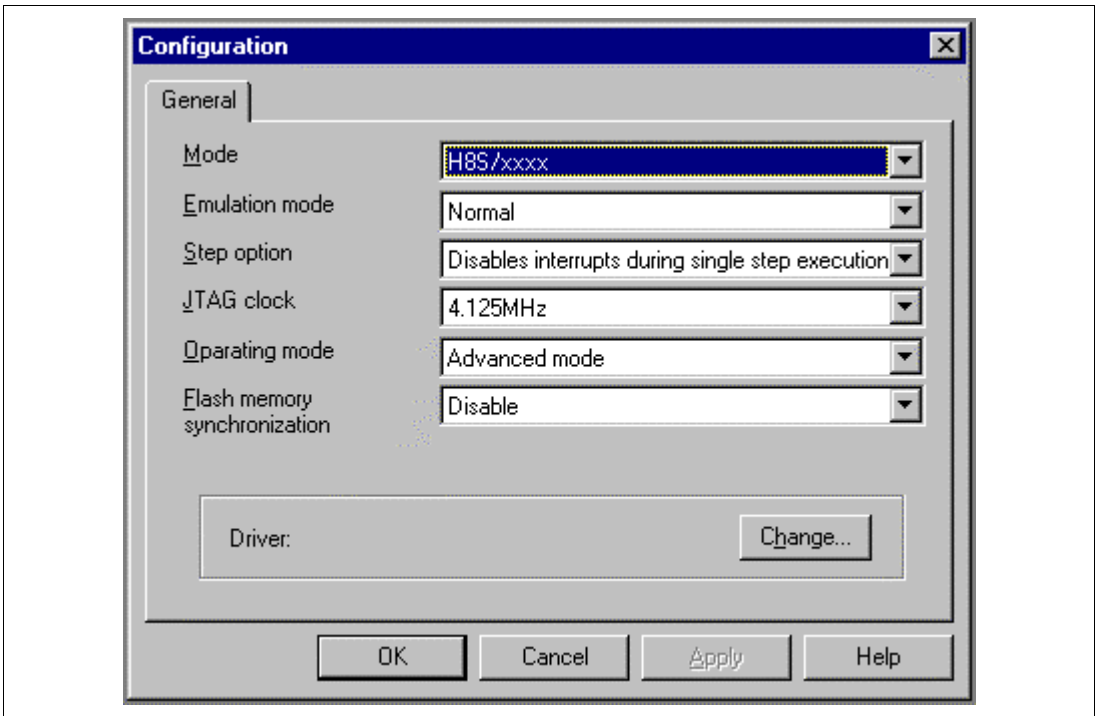 Configuration
General
Mode H8S/xxxx
Emulation mode Normal
Step option Disables interrupts during single step execution
JTAG clock 4.125MHz
Oparating mode Advanced mode
Flash memory
synchronization Disable
Driver: Change...
OK Cancel Apply Help